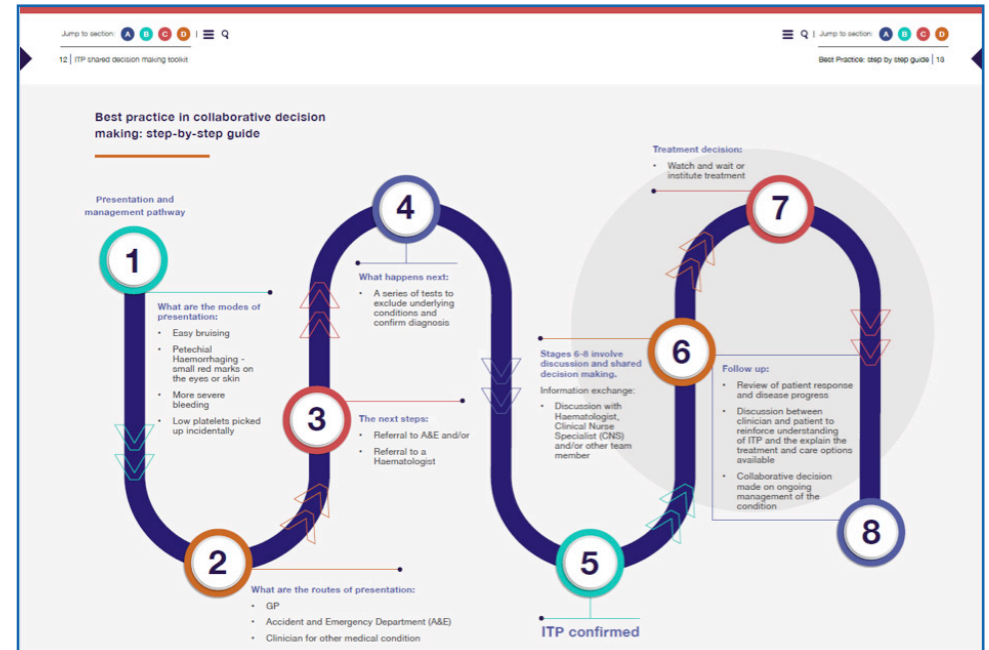 Jump to section: A B C D
12 | ITP shared decision making toolkit
Jump to section: A B C D
Best Practice: step by step guide | 13
Best practice in collaborative decision
making: step-by-step guide
Presentation and
management pathway
1
What are the modes of
presentation:
• Easy bruising
• Petechial
Haemorrhaging -
small red marks on
the eyes or skin
• More severe
bleeding
• Low platelets picked
up incidentally
2
What are the routes of presentation:
• GP
• Accident and Emergency Department (A&E)
• Clinician for other medical condition
3
The next steps:
• Referral to A&E and/or
• Referral to a
Haematologist
4
What happens next:
• A series of tests to
exclude underlying
conditions and
confirm diagnosis
5
ITP confirmed
Stages 6-8 involve
discussion and shared
decision making.
Information exchange:
• Discussion with
Haematologist,
Clinical Nurse
Specialist (CNS)
and/or other team
member
6
Treatment decision:
• Watch and wait or
institute treatment
7
Follow up:
• Review of patient response
and disease progress
• Discussion between
clinician and patient to
reinforce understanding
of ITP and the explain the
treatment and care options
available
• Collaborative decision
made on ongoing
management of the
condition
8